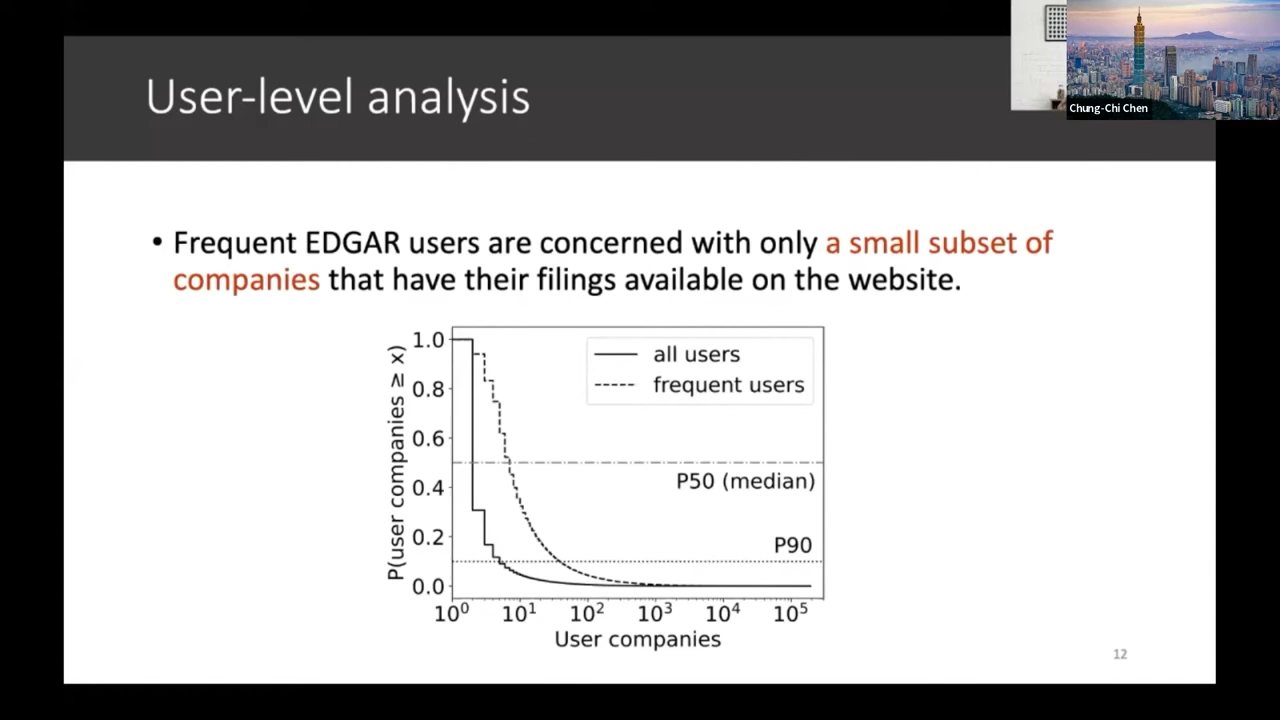 User-level analysis
Chung-Chi Chen
• Frequent EDGAR users are concerned with only a small subset of
companies that have their filings available on the website.
P(user companies ≥ x)
1.0
0.8
0.6
0.4
0.2
0.0
all users
frequent users
P50 (median)
P90
10⁰ 10¹ 10² 10³ 10⁴ 10⁵
User companies
12